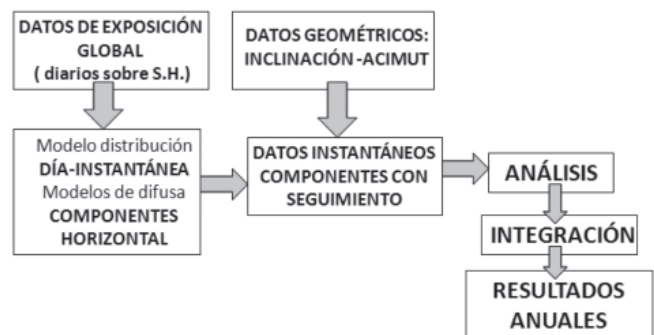 DATOS DE EXPOSICIÓN
GLOBAL
( diarios sobre S.H.)
DATOS GEOMÉTRICOS:
INCLINACIÓN -ACIMUT
Modelo distribución
DÍA-INSTANTÁNEA
Modelos de difusa
COMPONENTES
HORIZONTAL
DATOS INSTANTÁNEOS
COMPONENTES CON
SEGUIMIENTO
ANÁLISIS
INTEGRACIÓN
RESULTADOS
ANUALES